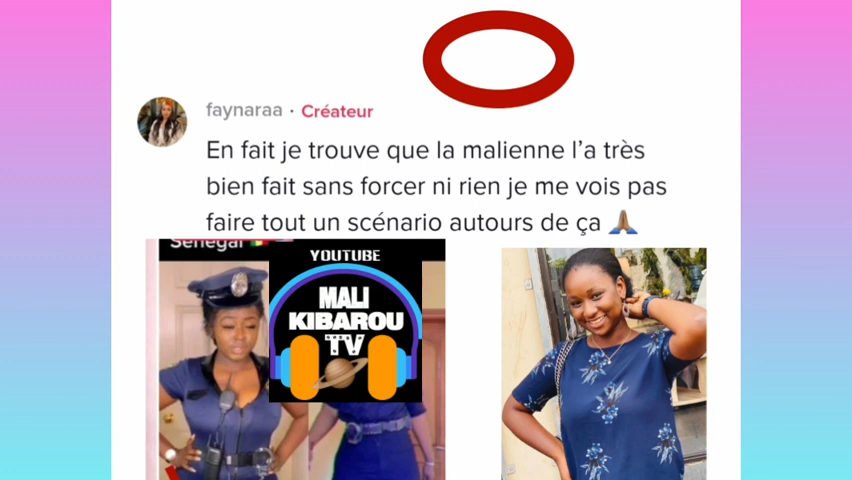 faynaraa · Créateur
En fait je trouve que la malienne l'a très
bien fait sans forcer ni rien je me vois pas
faire tout un scénario autours de ça 🙏🏾
Sénégal
YOUTUBE
MALI
KIBAROU
TV